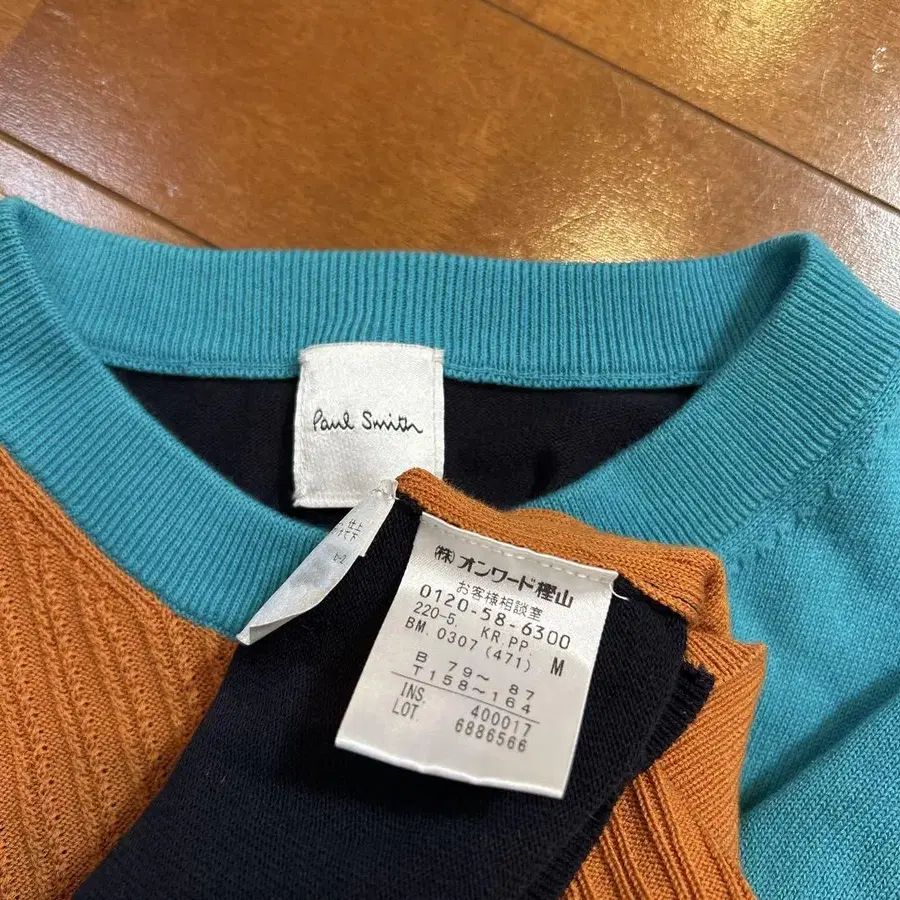 Paul Smith
(株)オンワード樫山
お客様相談室
0120-58-6300
220-5. KR.PP.
BM. 0307 (471) M
B 79～ 87
T158～164
INS. 400017
LOT. 6886566